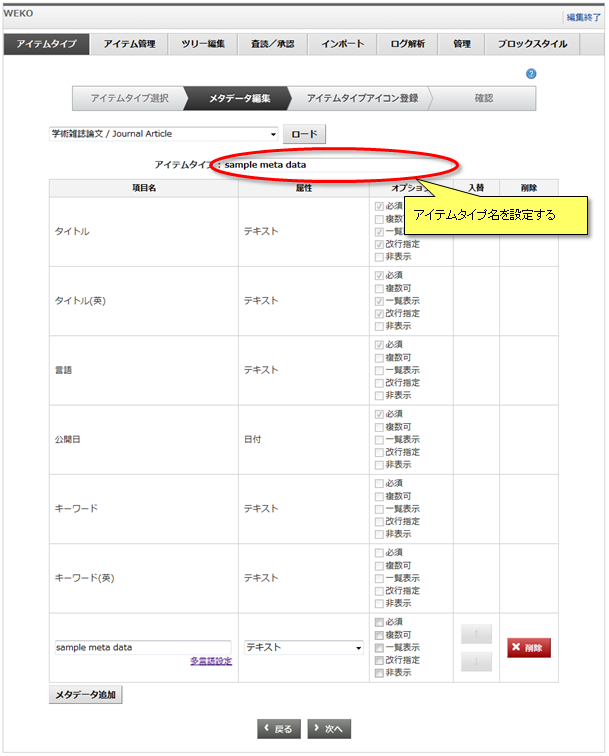 WEKO
編集終了
アイテムタイプ アイテム管理 ツリー編集 査読／承認 インポート ログ解析 管理 ブロックスタイル
?
アイテムタイプ選択 メタデータ編集 アイテムタイプアイコン登録 確認
学術雑誌論文 / Journal Article ロード
アイテムタイプ : sample meta data
項目名 属性 オプション 入替 削除
アイテムタイプ名を設定する
タイトル テキスト
必須
複数可
一覧表示
改行指定
非表示
タイトル(英) テキスト
必須
複数可
一覧表示
改行指定
非表示
言語 テキスト
必須
複数可
一覧表示
改行指定
非表示
公開日 日付
必須
複数可
一覧表示
改行指定
非表示
キーワード テキスト
必須
複数可
一覧表示
改行指定
非表示
キーワード(英) テキスト
必須
複数可
一覧表示
改行指定
非表示
sample meta data テキスト
多言語設定
必須
複数可
一覧表示
改行指定
非表示
↑
↓
削除
メタデータ追加
戻る 次へ